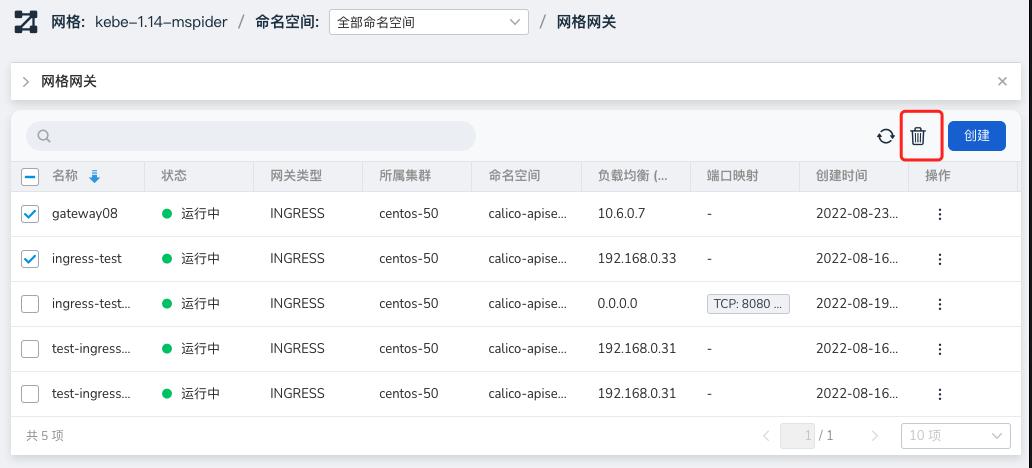 网格: kebe-1.14-mspider / 命名空间: 全部命名空间 / 网格网关
网格网关
创建
名称 状态 网关类型 所属集群 命名空间 负载均衡 (... 端口映射 创建时间 操作
gateway08 运行中 INGRESS centos-50 calico-apise... 10.6.0.7 - 2022-08-23...
ingress-test 运行中 INGRESS centos-50 calico-apise... 192.168.0.33 - 2022-08-16...
ingress-test... 运行中 INGRESS centos-50 calico-apise... 0.0.0.0 TCP: 8080 ... 2022-08-19...
test-ingress... 运行中 INGRESS centos-50 calico-apise... 192.168.0.31 - 2022-08-16...
test-ingress... 运行中 INGRESS centos-50 calico-apise... 192.168.0.31 - 2022-08-16...
共 5 项 1 / 1 10 项